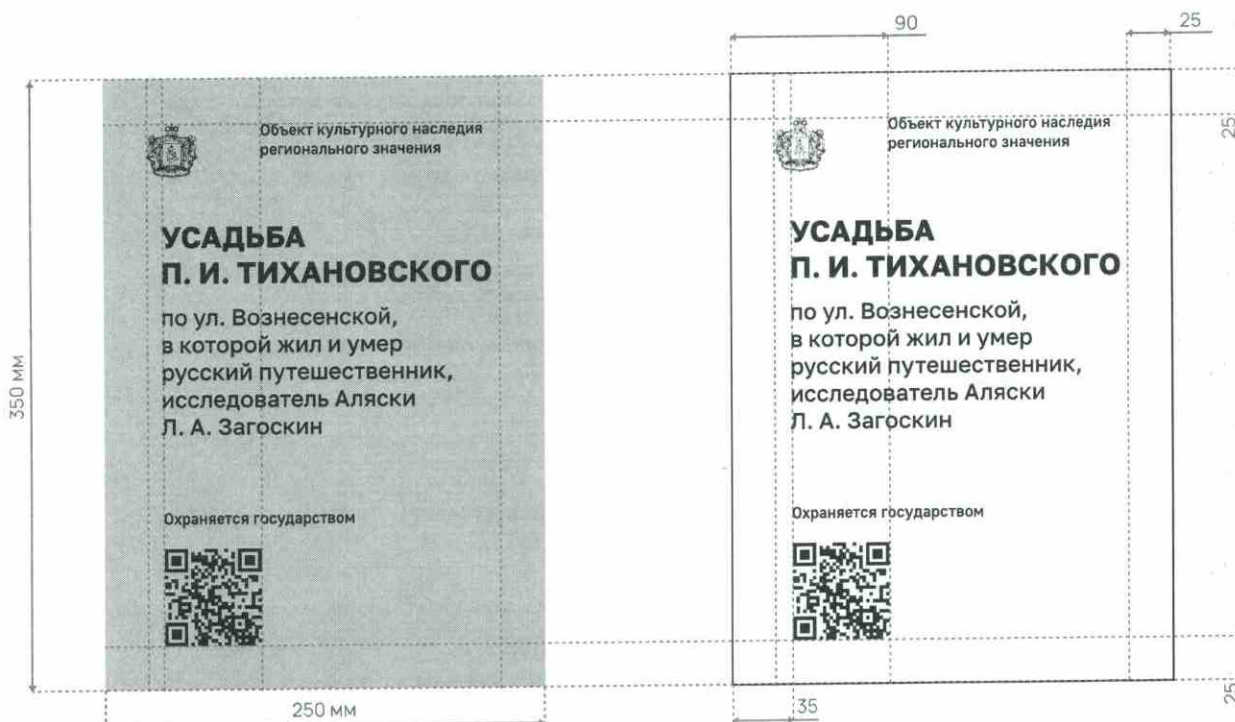 90
25
Объект культурного наследия
регионального значения
УСАДЬБА
П. И. ТИХАНОВСКОГО
по ул. Вознесенской,
в которой жил и умер
русский путешественник,
исследователь Аляски
Л. А. Загоскин
Охраняется государством
350 мм
250 мм
Объект культурного наследия
регионального значения
УСАДЬБА
П. И. ТИХАНОВСКОГО
по ул. Вознесенской,
в которой жил и умер
русский путешественник,
исследователь Аляски
Л. А. Загоскин
Охраняется государством
25
25
35